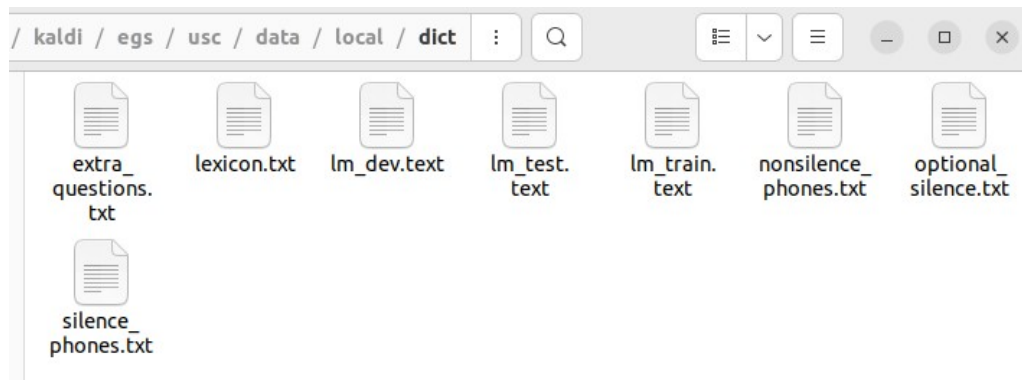 / kaldi / egs / usc / data / local / dict
extra_
questions.
txt
lexicon.txt
lm_dev.text
lm_test.
text
lm_train.
text
nonsilence_
phones.txt
optional_
silence.txt
silence_
phones.txt